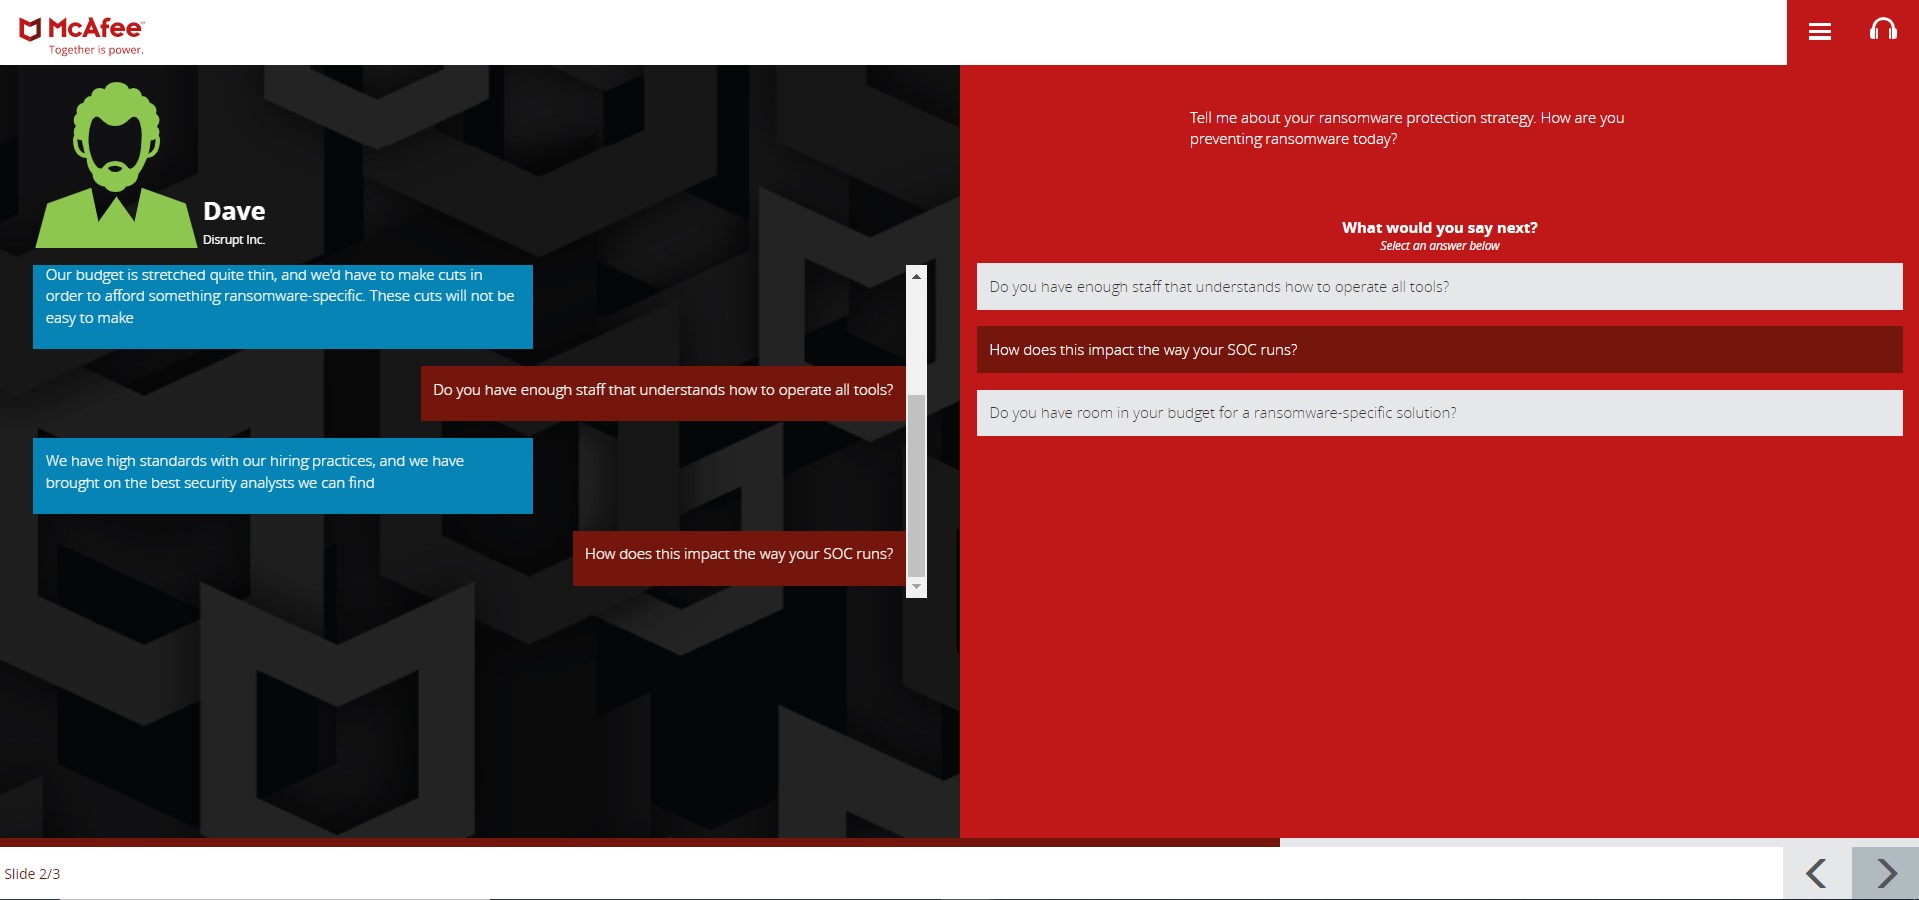 McAfee
Together is power.
Dave
Disrupt Inc.
Our budget is stretched quite thin, and we'd have to make cuts in
order to afford something ransomware-specific. These cuts will not be
easy to make
Do you have enough staff that understands how to operate all tools?
We have high standards with our hiring practices, and we have
brought on the best security analysts we can find
How does this impact the way your SOC runs?
Tell me about your ransomware protection strategy. How are you
preventing ransomware today?
What would you say next?
Select an answer below
Do you have enough staff that understands how to operate all tools?
How does this impact the way your SOC runs?
Do you have room in your budget for a ransomware-specific solution?
Slide 2/3